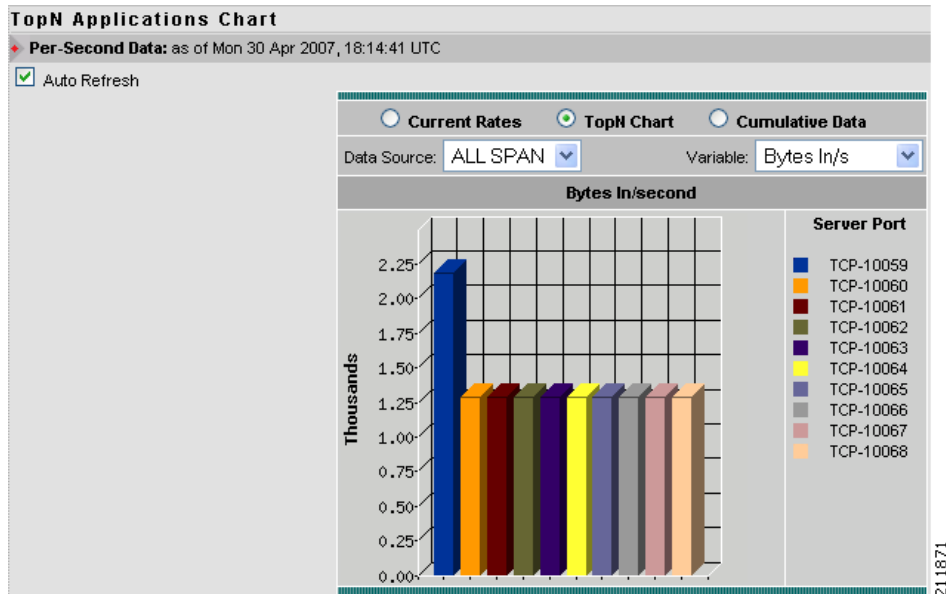 TopN Applications Chart
Per-Second Data: as of Mon 30 Apr 2007, 18:14:41 UTC
Auto Refresh
Current Rates TopN Chart Cumulative Data
Data Source: ALL SPAN Variable: Bytes In/s
Bytes In/second
Thousands
2.25
2.00
1.75
1.50
1.25
1.00
0.75
0.50
0.25
0.00
Server Port
TCP-10059
TCP-10060
TCP-10061
TCP-10062
TCP-10063
TCP-10064
TCP-10065
TCP-10066
TCP-10067
TCP-10068
211871